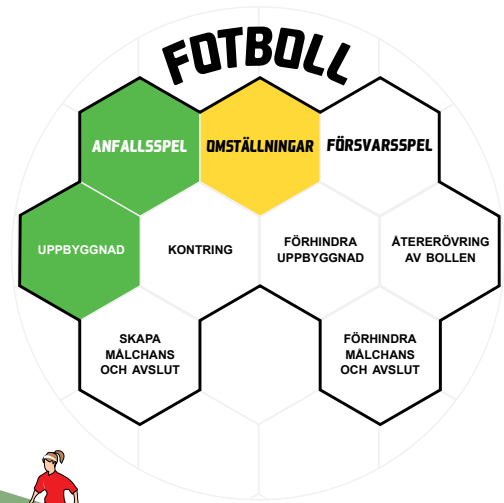 FOTBOLL
ANFALLSSPEL
OMSTÄLLNINGAR
FÖRSVARSSPEL
UPPBYGGNAD
KONTRING
FÖRHINDRA
UPPBYGGNAD
ÅTERERÖVRING
AV BOLLEN
SKAPA
MÅLCHANS
OCH AVSLUT
FÖRHINDRA
MÅLCHANS
OCH AVSLUT